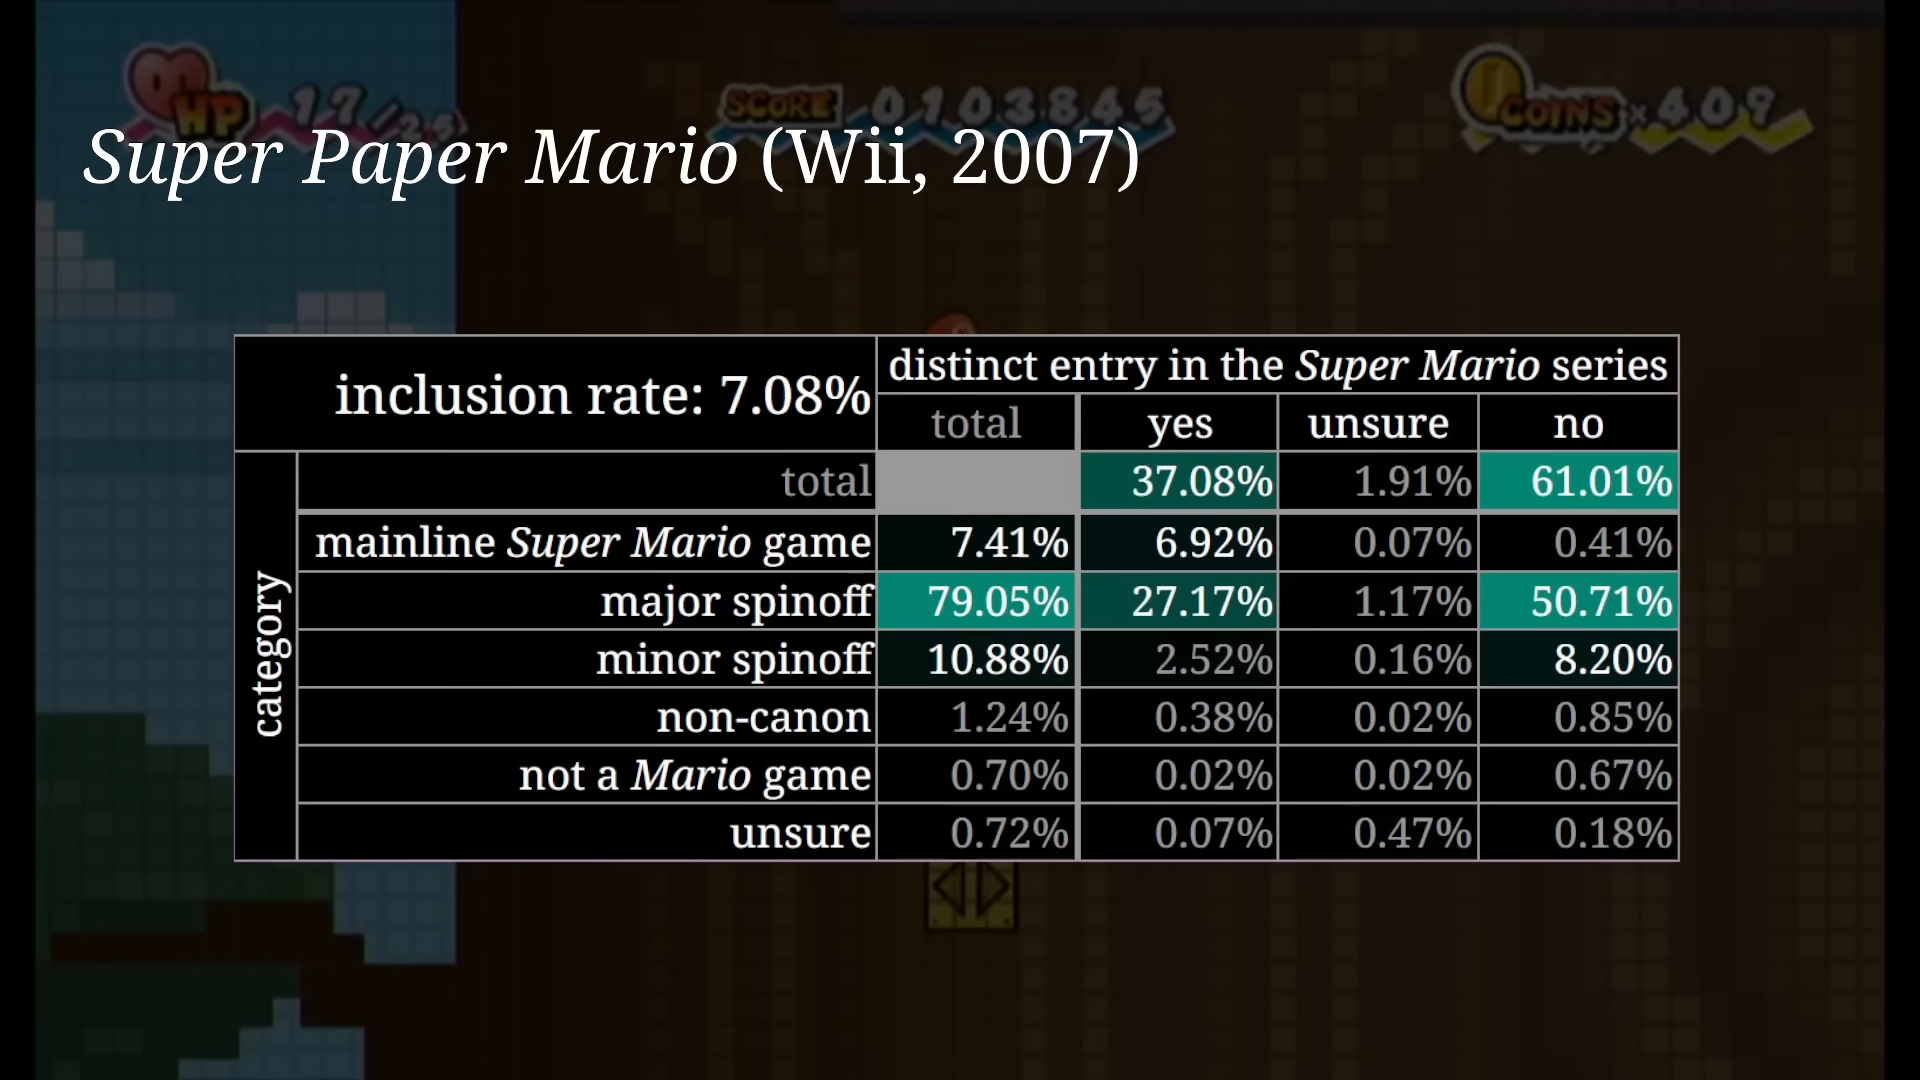 HP 17/25
SCORE 0103845
COINS × 409
Super Paper Mario (Wii, 2007)
inclusion rate: 7.08%
distinct entry in the Super Mario series
total yes unsure no
category
total 37.08% 1.91% 61.01%
mainline Super Mario game 7.41% 6.92% 0.07% 0.41%
major spinoff 79.05% 27.17% 1.17% 50.71%
minor spinoff 10.88% 2.52% 0.16% 8.20%
non-canon 1.24% 0.38% 0.02% 0.85%
not a Mario game 0.70% 0.02% 0.02% 0.67%
unsure 0.72% 0.07% 0.47% 0.18%